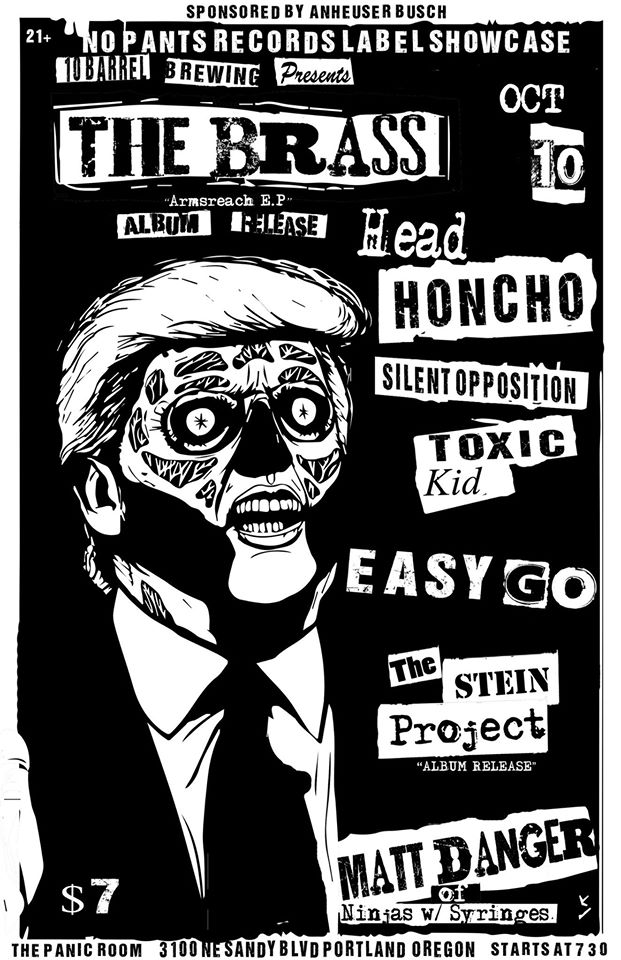 SPONSORED BY ANHEUSER BUSCH
21+
NO PANTS RECORDS LABEL SHOWCASE
10 BARREL BREWING Presents
OCT
10
THE BRASS
"Armsreach E.P"
ALBUM RELEASE
Head
HONCHO
SILENT OPPOSITION
TOXIC
Kid
EASY GO
The STEIN
Project
"ALBUM RELEASE"
MATT DANGER
of
Ninjas w/ Syringes
$7
THE PANIC ROOM 3100 NE SANDY BLVD PORTLAND OREGON STARTS AT 7 30